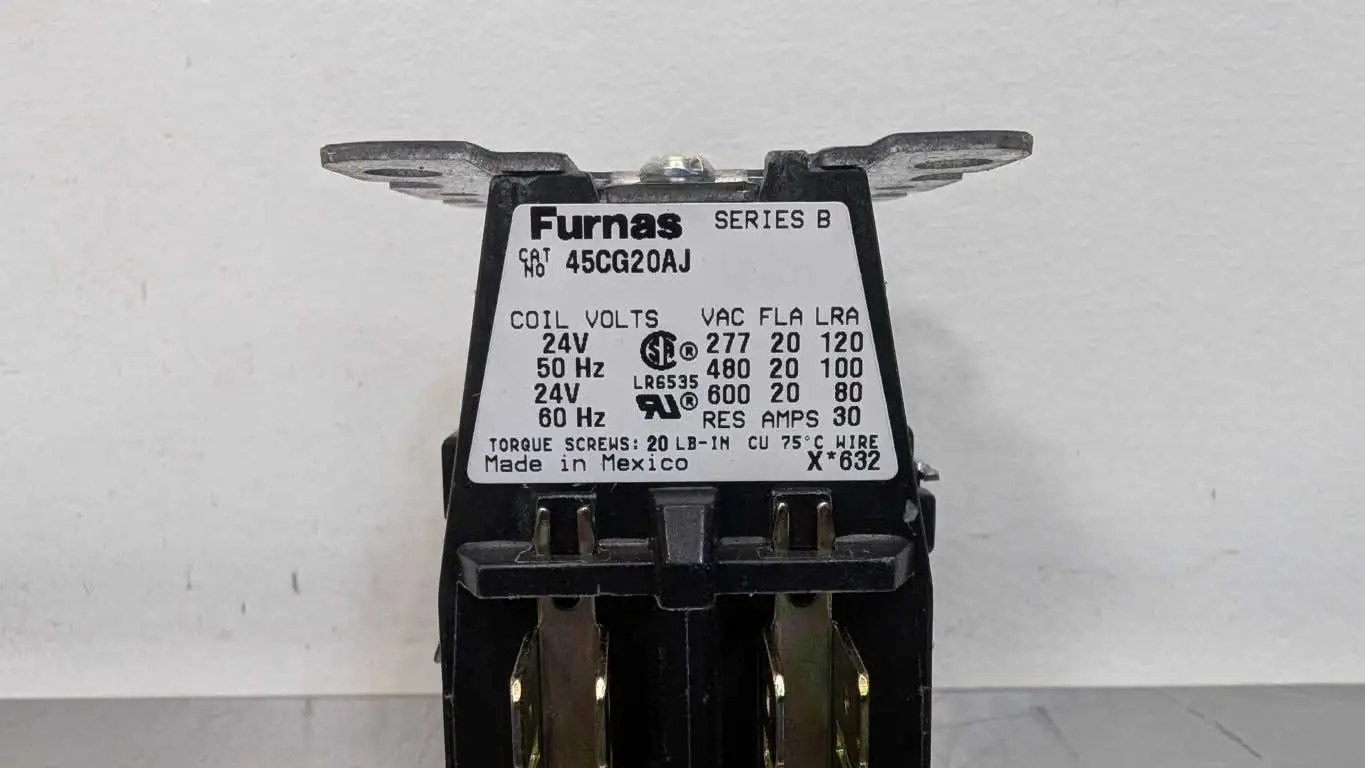 Furnas SERIES B
CAT NO 45CG20AJ
COIL VOLTS VAC FLA LRA
24V 277 20 120
50 Hz 480 20 100
24V LR6535 600 20 80
60 Hz RES AMPS 30
TORQUE SCREWS: 20 LB-IN CU 75°C WIRE
Made in Mexico X*632